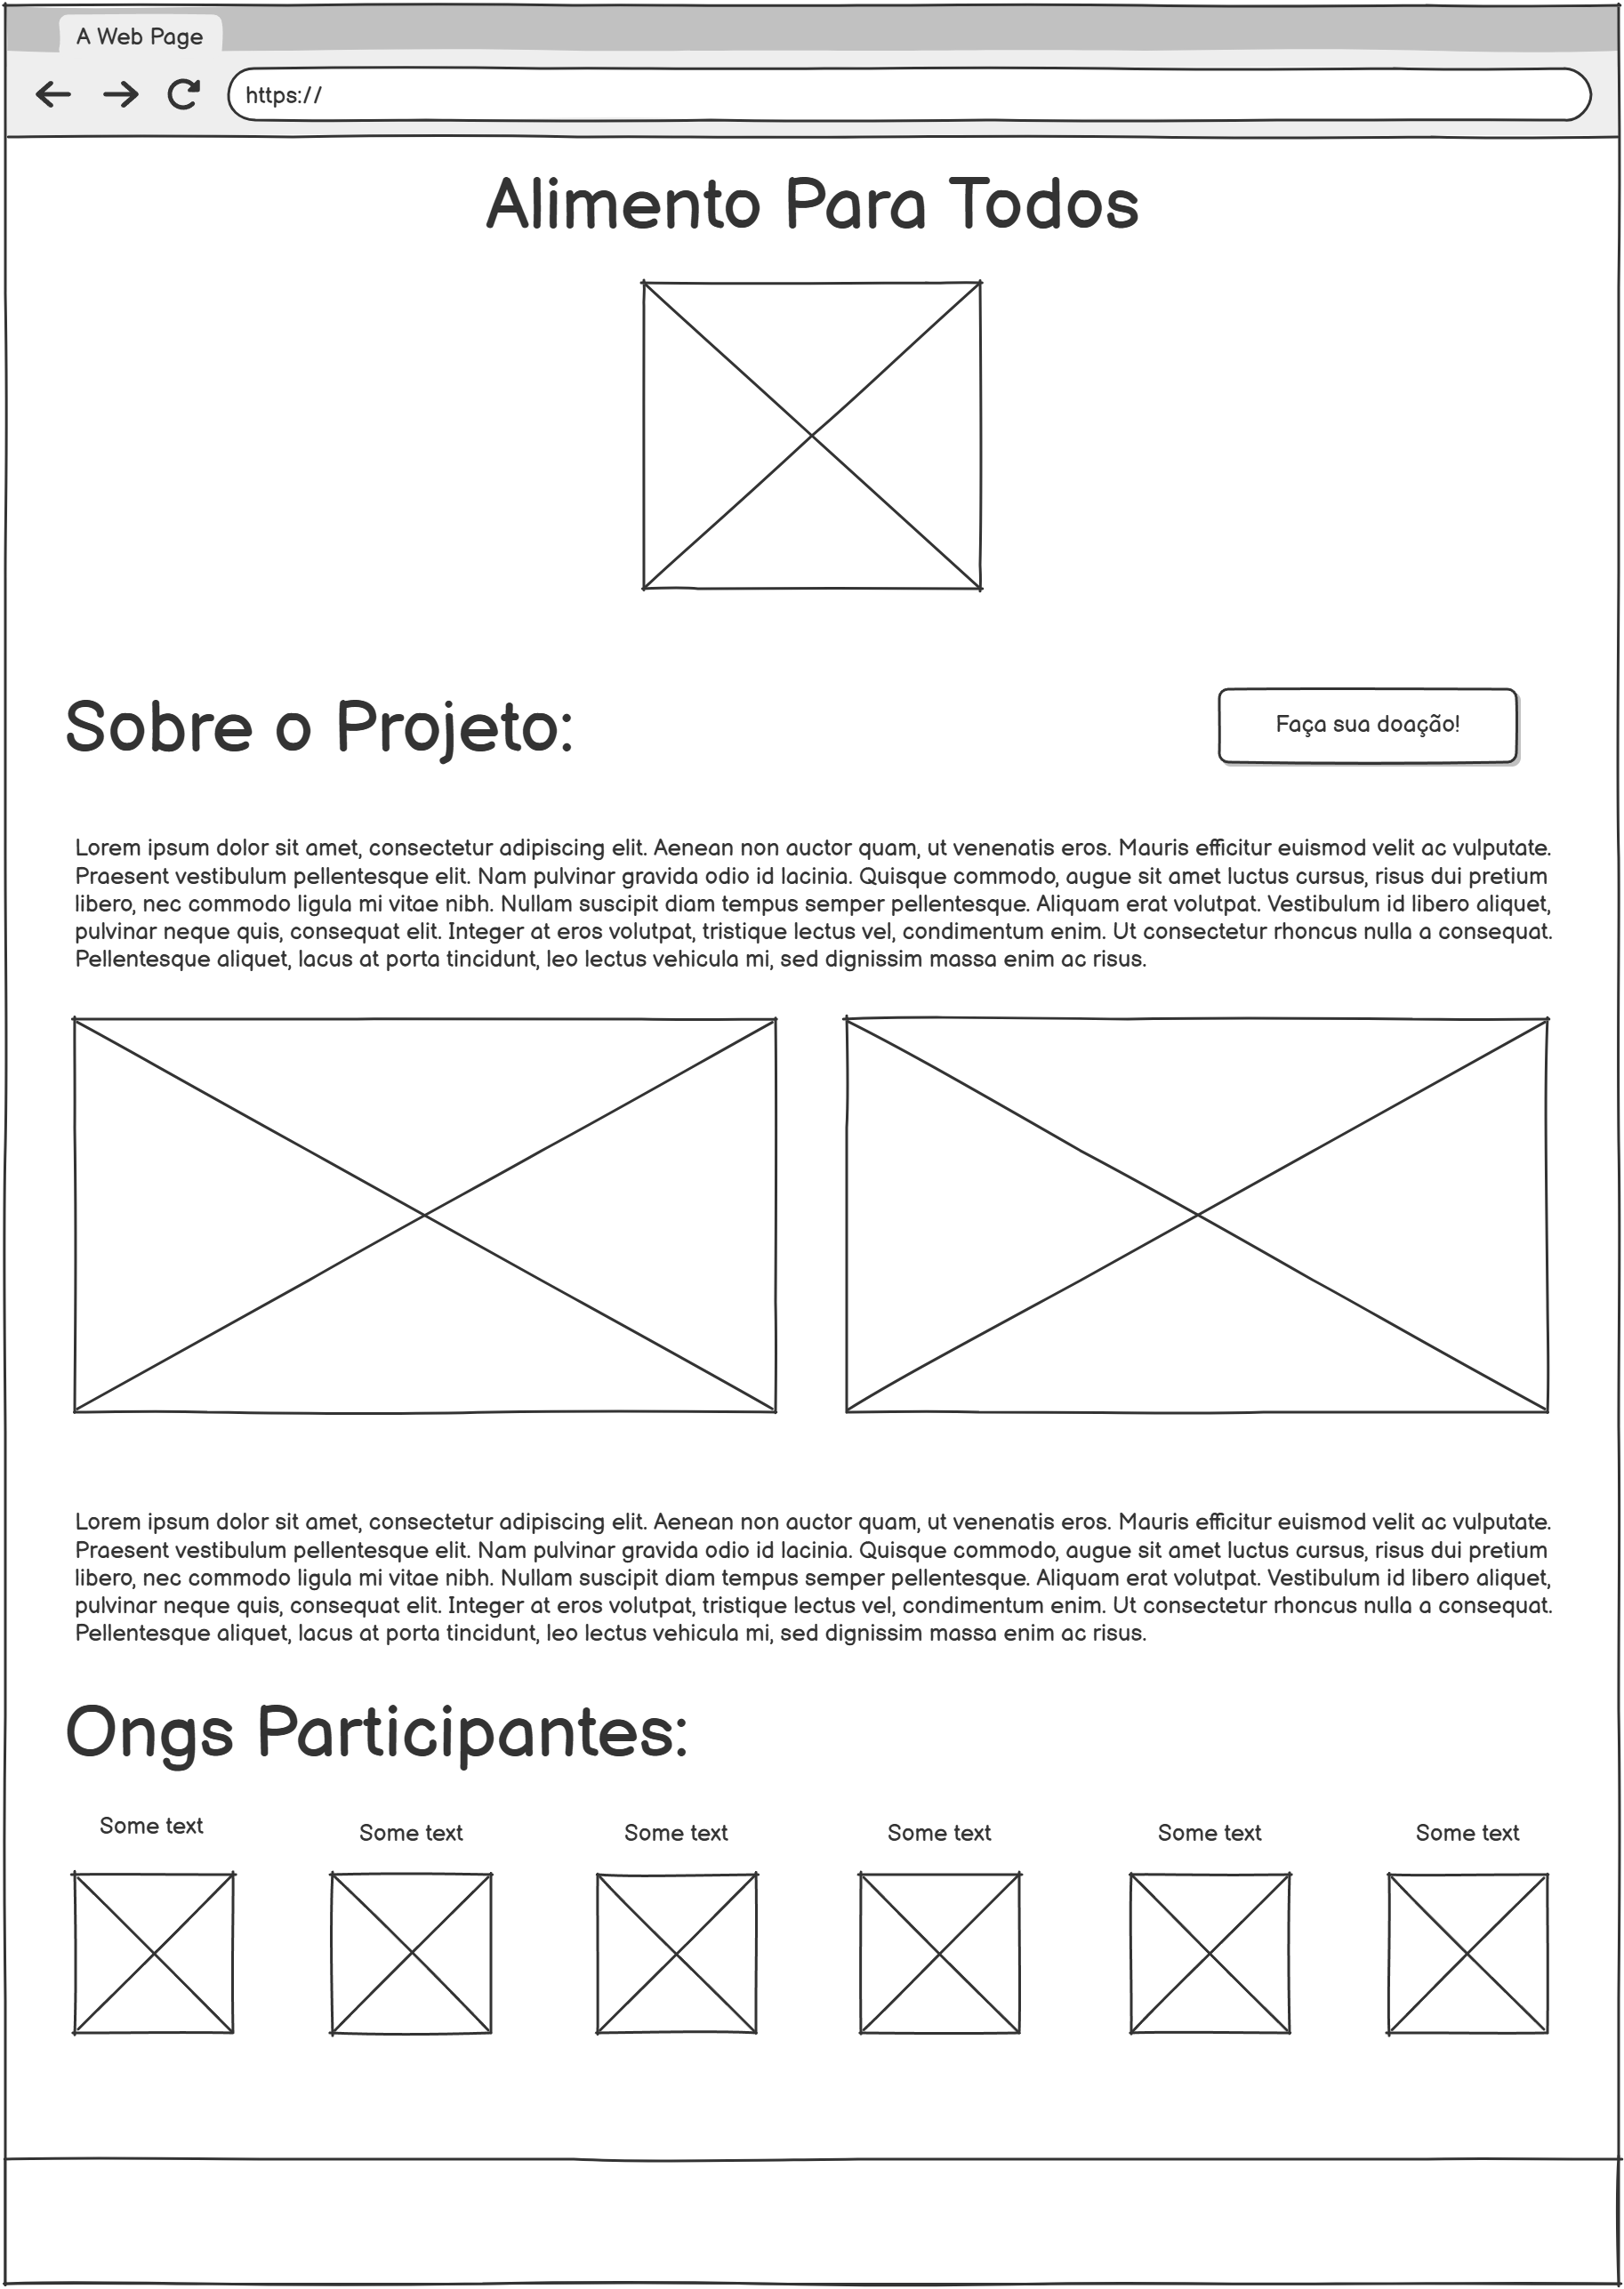 A Web Page
https://
Alimento Para Todos
Sobre o Projeto:
Faça sua doação!
Lorem ipsum dolor sit amet, consectetur adipiscing elit. Aenean non auctor quam, ut venenatis eros. Mauris efficitur euismod velit ac vulputate.
Praesent vestibulum pellentesque elit. Nam pulvinar gravida odio id lacinia. Quisque commodo, augue sit amet luctus cursus, risus dui pretium
libero, nec commodo ligula mi vitae nibh. Nullam suscipit diam tempus semper pellentesque. Aliquam erat volutpat. Vestibulum id libero aliquet,
pulvinar neque quis, consequat elit. Integer at eros volutpat, tristique lectus vel, condimentum enim. Ut consectetur rhoncus nulla a consequat.
Pellentesque aliquet, lacus at porta tincidunt, leo lectus vehicula mi, sed dignissim massa enim ac risus.
Lorem ipsum dolor sit amet, consectetur adipiscing elit. Aenean non auctor quam, ut venenatis eros. Mauris efficitur euismod velit ac vulputate.
Praesent vestibulum pellentesque elit. Nam pulvinar gravida odio id lacinia. Quisque commodo, augue sit amet luctus cursus, risus dui pretium
libero, nec commodo ligula mi vitae nibh. Nullam suscipit diam tempus semper pellentesque. Aliquam erat volutpat. Vestibulum id libero aliquet,
pulvinar neque quis, consequat elit. Integer at eros volutpat, tristique lectus vel, condimentum enim. Ut consectetur rhoncus nulla a consequat.
Pellentesque aliquet, lacus at porta tincidunt, leo lectus vehicula mi, sed dignissim massa enim ac risus.
Ongs Participantes:
Some text
Some text
Some text
Some text
Some text
Some text